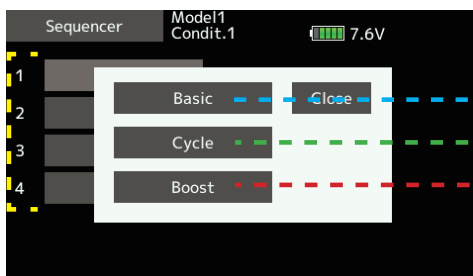 Sequencer
Model1
Condit.1
7.6V
1
2
3
4
Basic
Close
Cycle
Boost